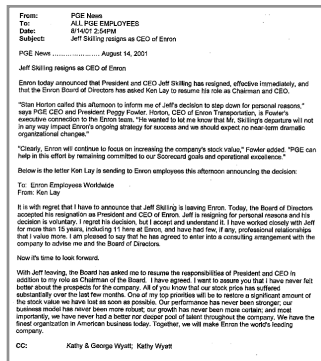 From: PGE News
To: ALL PGE EMPLOYEES
Date: 8/14/01 2:54PM
Subject: Jeff Skilling resigns as CEO of Enron
PGE News ..................... August 14, 2001
Jeff Skilling resigns as CEO of Enron
Enron today announced that President and CEO Jeff Skilling has resigned, effective immediately, and
that the Enron Board of Directors has asked Ken Lay to resume his role as Chairman and CEO.
"Stan Horton called this afternoon to inform me of Jeff's decision to step down for personal reasons,"
says PGE CEO and President Peggy Fowler. Horton, CEO of Enron Transportation, is Fowler's
executive connection to the Enron team. "He wanted to let me know that Mr. Skilling's departure will not
in any way impact Enron's ongoing strategy for success and we should expect no near-term dramatic
organizational changes."
"Clearly, Enron will continue to focus on increasing the company's stock value," Fowler added. "PGE can
help in this effort by remaining committed to our Scorecard goals and operational excellence."
Below is the letter Ken Lay is sending to Enron employees this afternoon announcing the decision:
To: Enron Employees Worldwide
From: Ken Lay
It is with regret that I have to announce that Jeff Skilling is leaving Enron. Today, the Board of Directors
accepted his resignation as President and CEO of Enron. Jeff is resigning for personal reasons and his
decision is voluntary. I regret his decision, but I accept and understand it. I have worked closely with Jeff
for more than 15 years, including 11 here at Enron, and have had few, if any, professional relationships
that I value more. I am pleased to say that he has agreed to enter into a consulting arrangement with the
company to advise me and the Board of Directors.
Now it's time to look forward.
With Jeff leaving, the Board has asked me to resume the responsibilities of President and CEO in
addition to my role as Chairman of the Board. I have agreed. I want to assure you that I have never felt
better about the prospects for the company. All of you know that our stock price has suffered
substantially over the last few months. One of my top priorities will be to restore a significant amount of
the stock value we have lost as soon as possible. Our performance has never been stronger; our
business model has never been more robust; our growth has never been more certain; and most
importantly, we have never had a better nor deeper pool of talent throughout the company. We have the
finest organization in American business today. Together, we will make Enron the world's leading
company.
CC: Kathy & George Wyatt; Kathy Wyatt